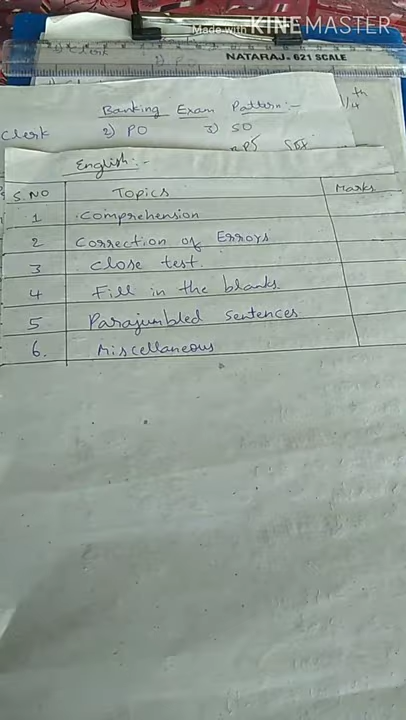 Made with KINEMASTER
NATARAJ- 621 SCALE
Banking Exam Pattern:-
Clerk 2) PO 3) SO
English:-
S.NO Topics Marks
1 Comprehension
2 Correction of Errors
3 Close test.
4 Fill in the blanks
5 Parajumbled Sentences
6. Miscellaneous